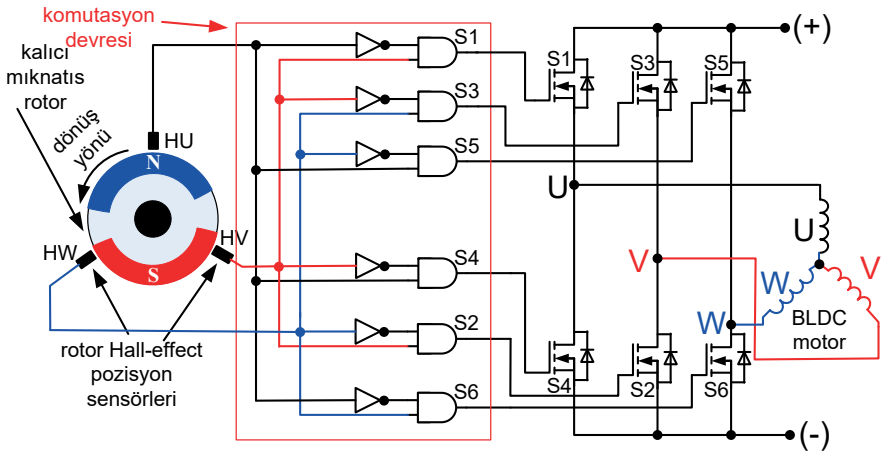 komutasyon
devresi
kalıcı
mıknatıs
rotor
dönüş
yönü
HU
N
S
HW
HV
rotor Hall-effect
pozisyon
sensörleri
S1
S3
S5
S4
S2
S6
S1
S3
S5
(+)
U
V
W
S4
S2
S6
(-)
U
V
W
BLDC
motor